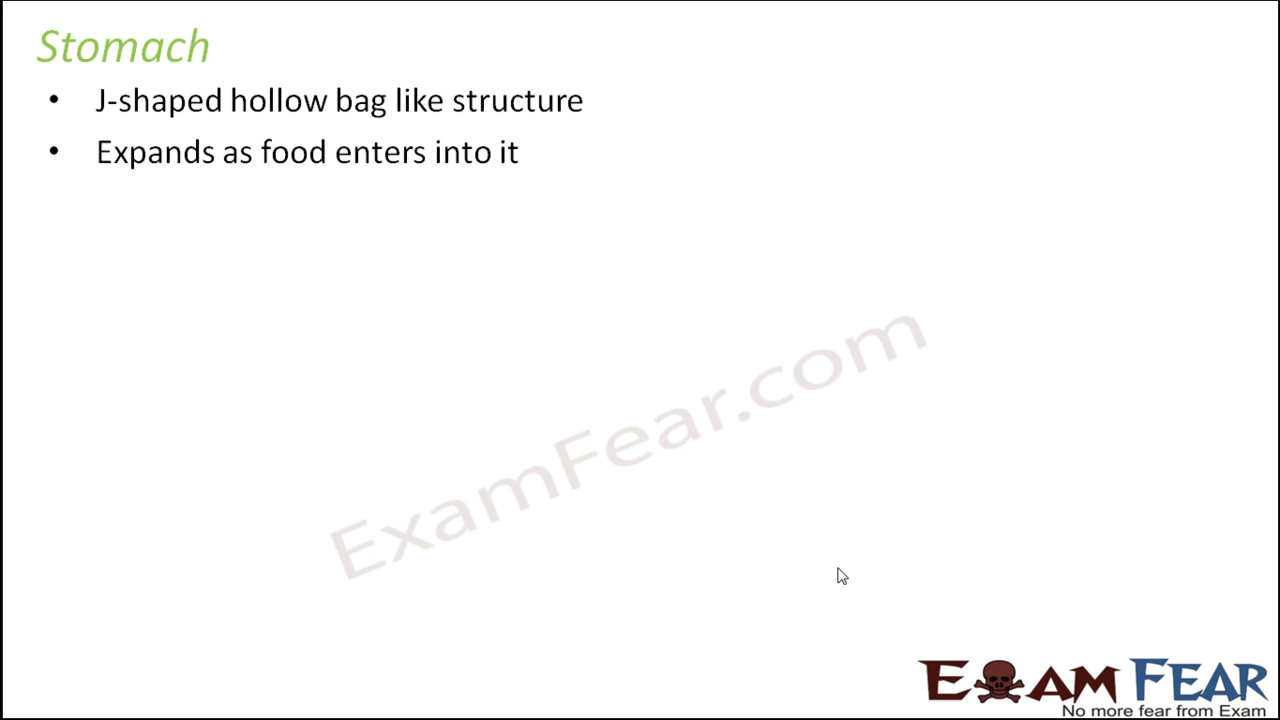 Stomach
• J-shaped hollow bag like structure
• Expands as food enters into it
ExamFear.com
EXAM FEAR
No more fear from Exam